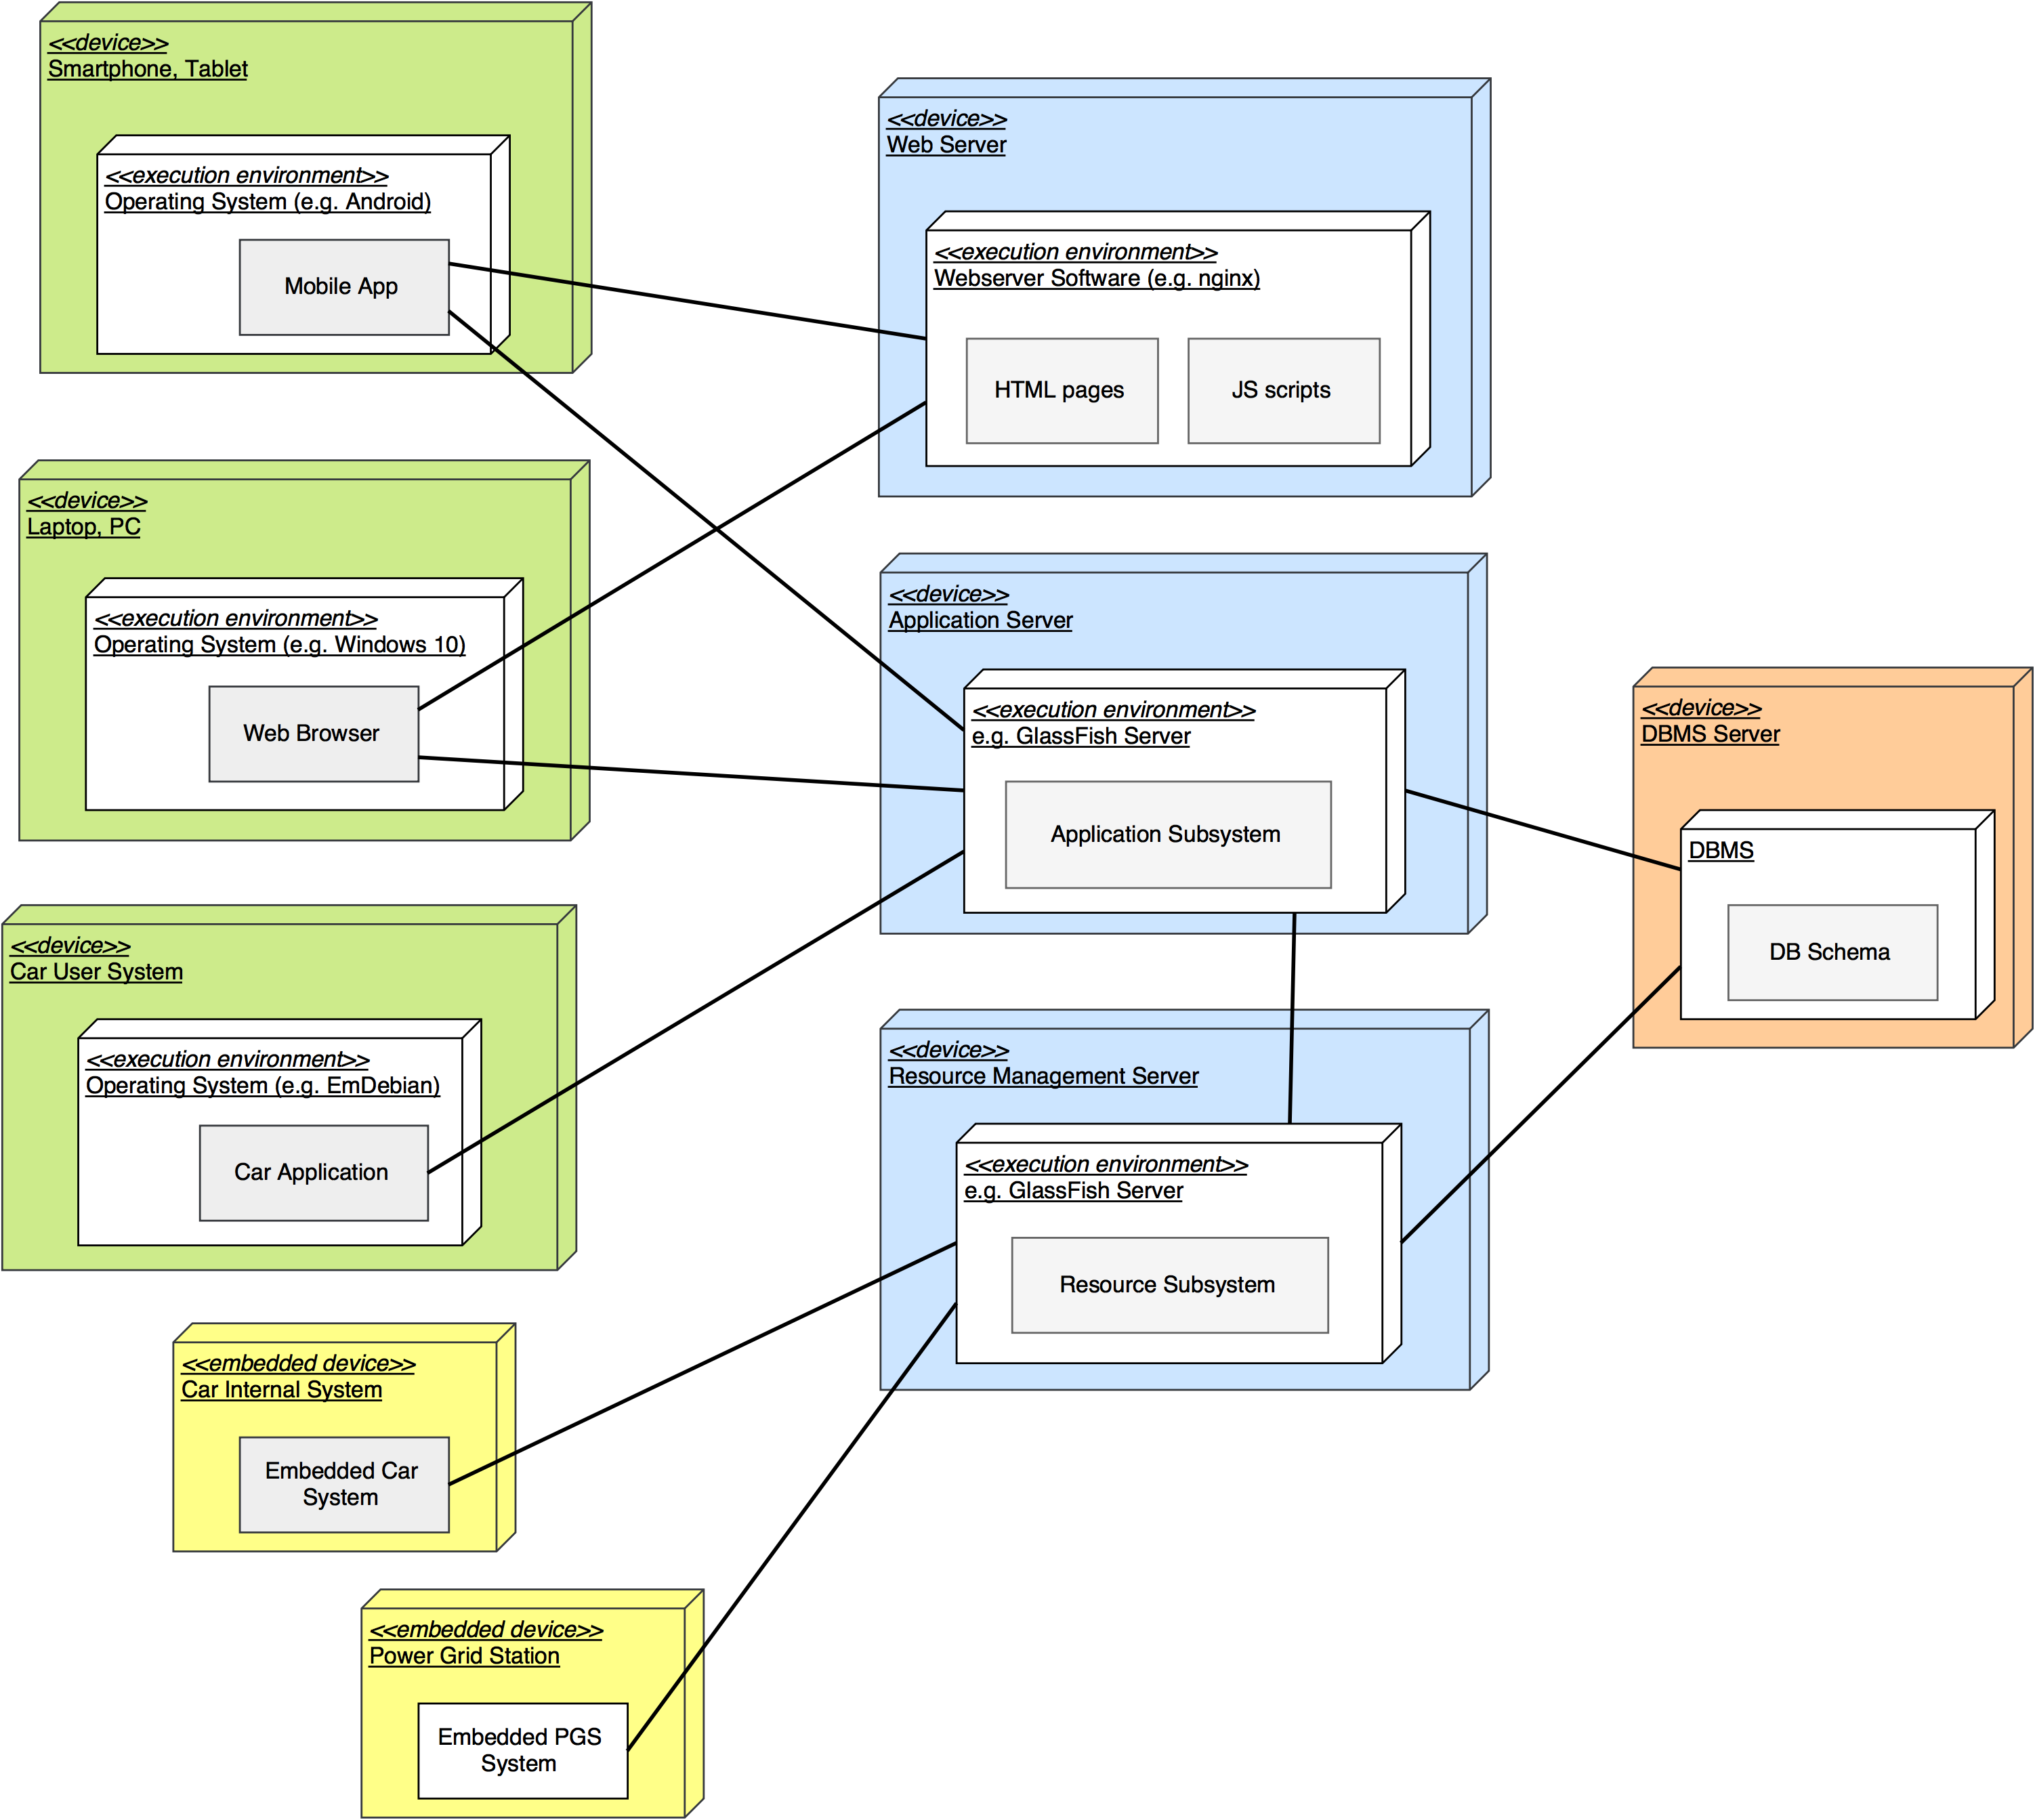 <<device>>
Smartphone, Tablet
<<execution environment>>
Operating System (e.g. Android)
Mobile App
<<device>>
Web Server
<<execution environment>>
Webserver Software (e.g. nginx)
HTML pages
JS scripts
<<device>>
Laptop, PC
<<execution environment>>
Operating System (e.g. Windows 10)
Web Browser
<<device>>
Application Server
<<execution environment>>
e.g. GlassFish Server
Application Subsystem
<<device>>
DBMS Server
DBMS
DB Schema
<<device>>
Car User System
<<execution environment>>
Operating System (e.g. EmDebian)
Car Application
<<device>>
Resource Management Server
<<execution environment>>
e.g. GlassFish Server
Resource Subsystem
<<embedded device>>
Car Internal System
Embedded Car
System
<<embedded device>>
Power Grid Station
Embedded PGS
System